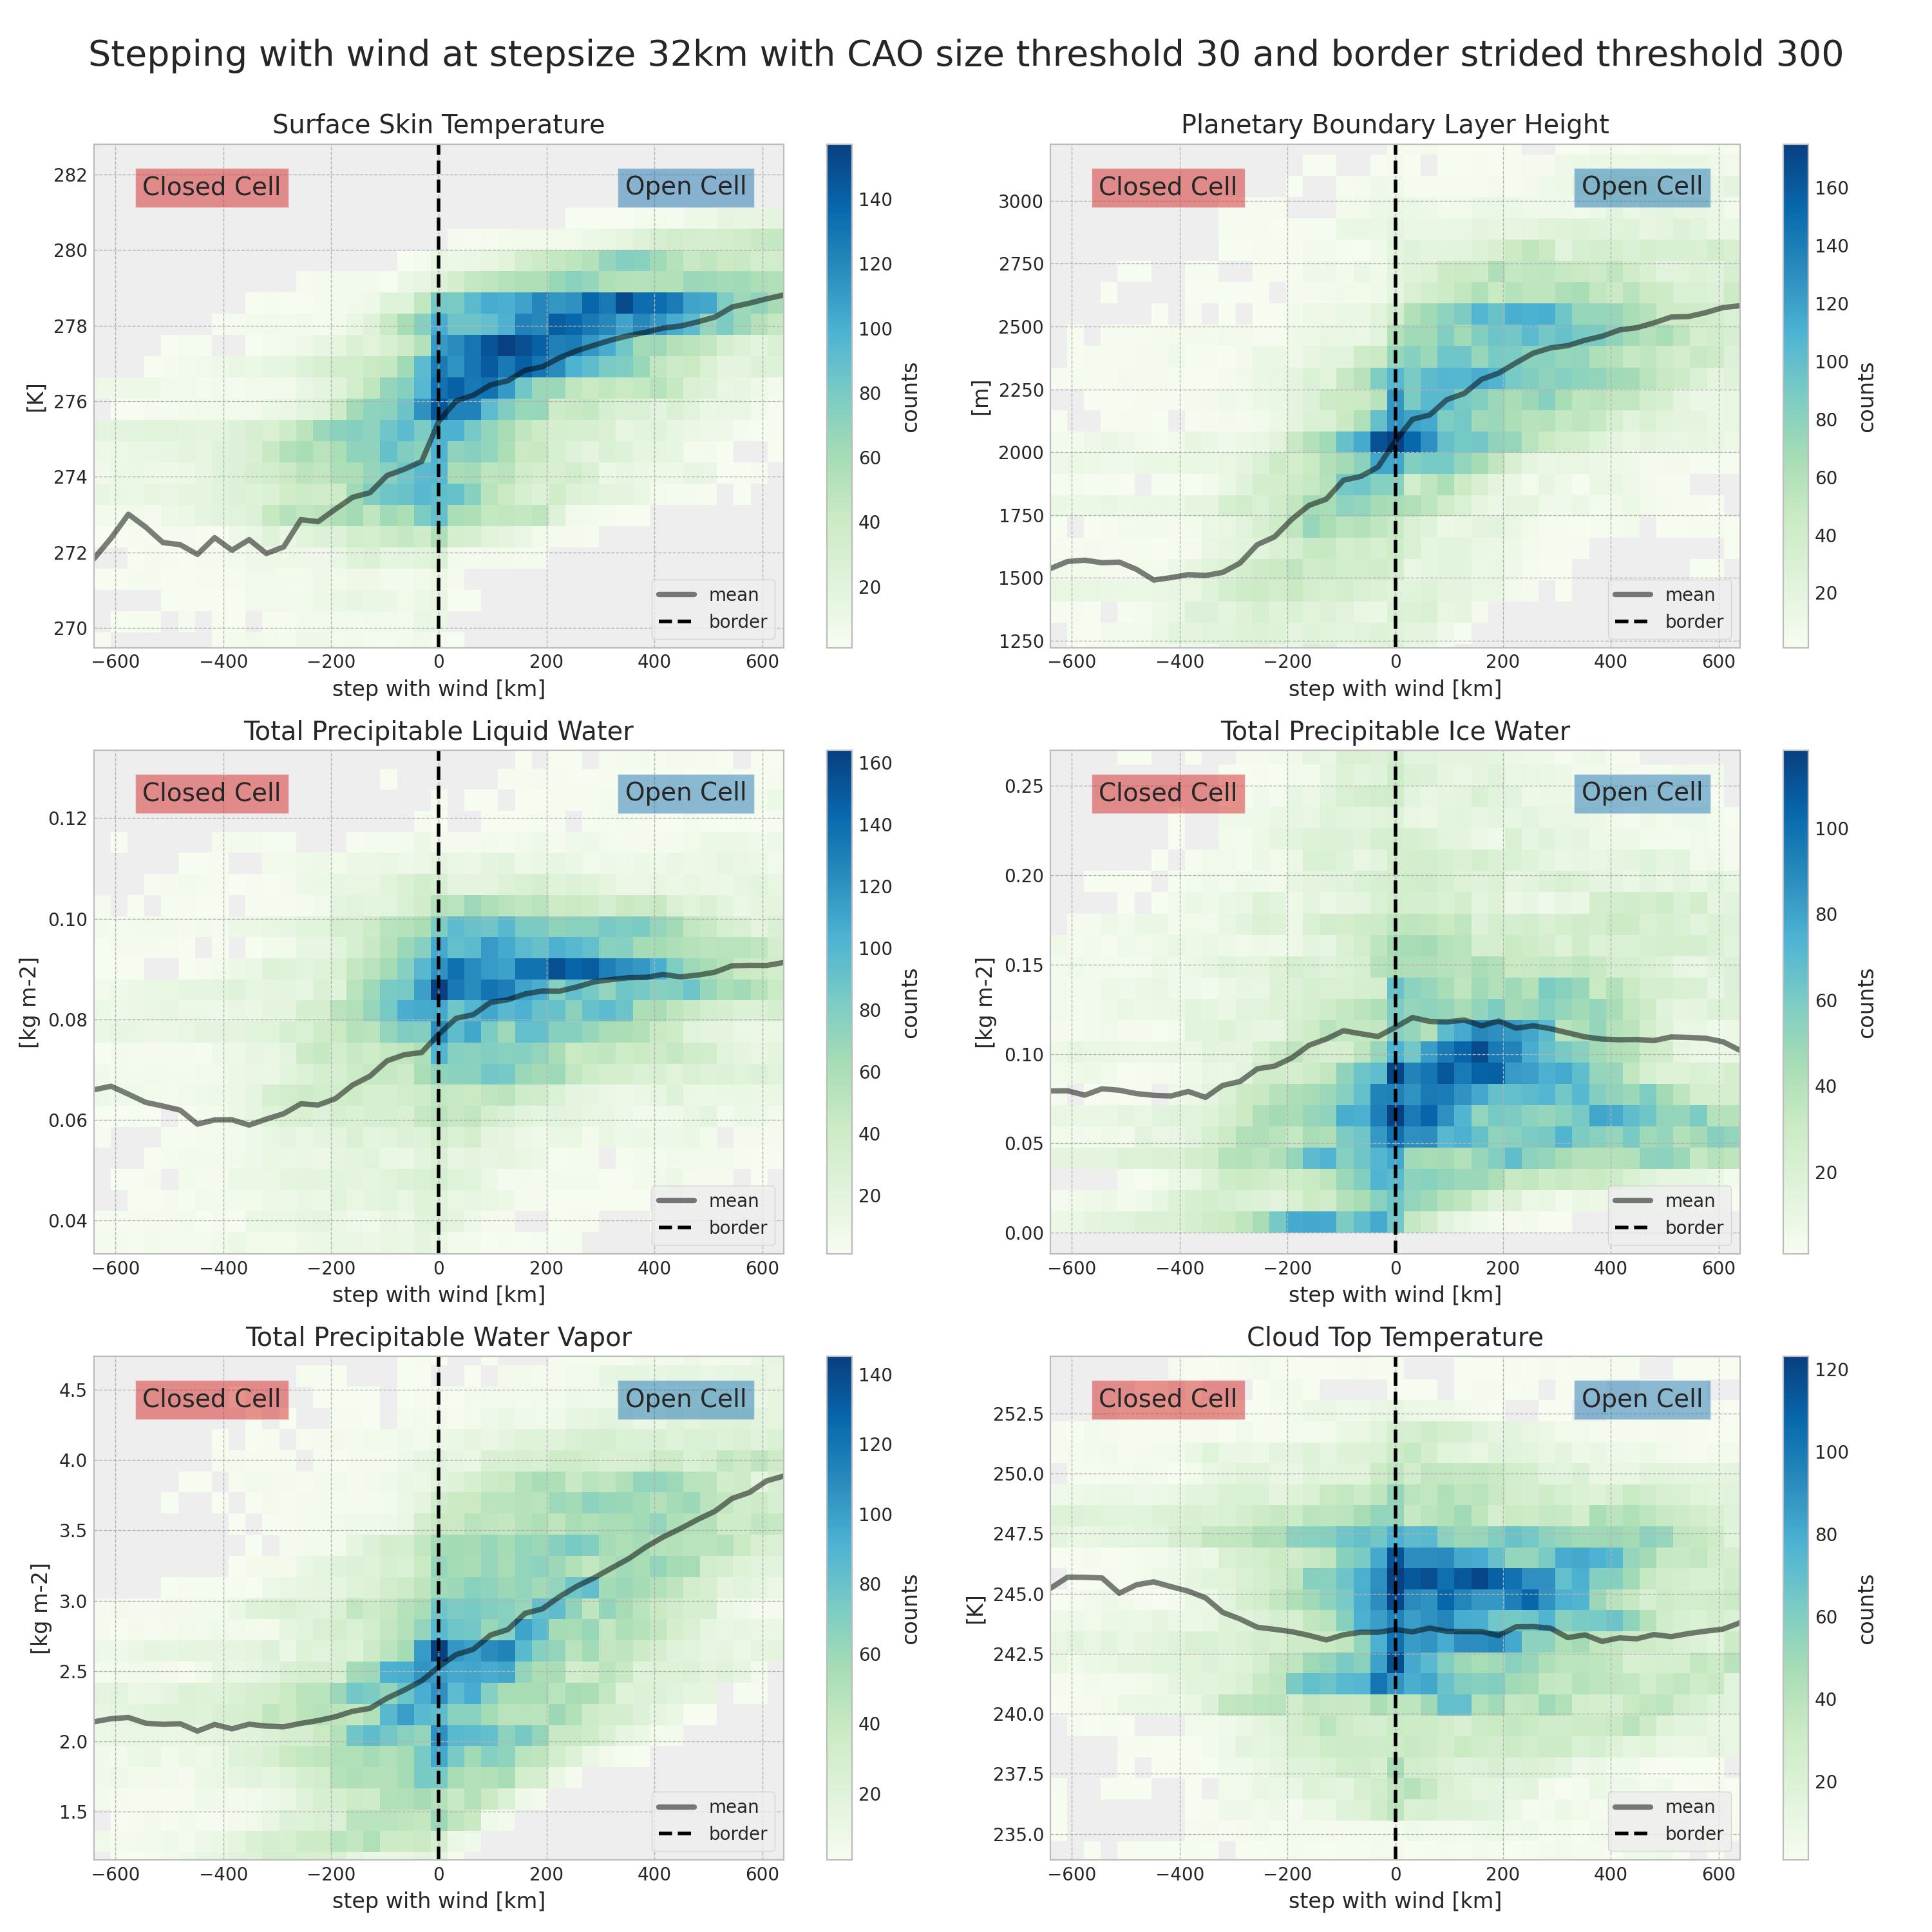 Stepping with wind at stepsize 32km with CAO size threshold 30 and border strided threshold 300
Surface Skin Temperature
Closed Cell
Open Cell
282
280
278
276
274
272
270
[K]
mean
border
−600 −400 −200 0 200 400 600
step with wind [km]
140
120
100
80
60
40
20
counts
Planetary Boundary Layer Height
Closed Cell
Open Cell
3000
2750
2500
2250
2000
1750
1500
1250
[m]
mean
border
−600 −400 −200 0 200 400 600
step with wind [km]
160
140
120
100
80
60
40
20
counts
Total Precipitable Liquid Water
Closed Cell
Open Cell
0.12
0.10
0.08
0.06
0.04
[kg m-2]
mean
border
−600 −400 −200 0 200 400 600
step with wind [km]
160
140
120
100
80
60
40
20
counts
Total Precipitable Ice Water
Closed Cell
Open Cell
0.25
0.20
0.15
0.10
0.05
0.00
[kg m-2]
mean
border
−600 −400 −200 0 200 400 600
step with wind [km]
100
80
60
40
20
counts
Total Precipitable Water Vapor
Closed Cell
Open Cell
4.5
4.0
3.5
3.0
2.5
2.0
1.5
[kg m-2]
mean
border
−600 −400 −200 0 200 400 600
step with wind [km]
140
120
100
80
60
40
20
counts
Cloud Top Temperature
Closed Cell
Open Cell
252.5
250.0
247.5
245.0
242.5
240.0
237.5
235.0
[K]
mean
border
−600 −400 −200 0 200 400 600
step with wind [km]
120
100
80
60
40
20
counts